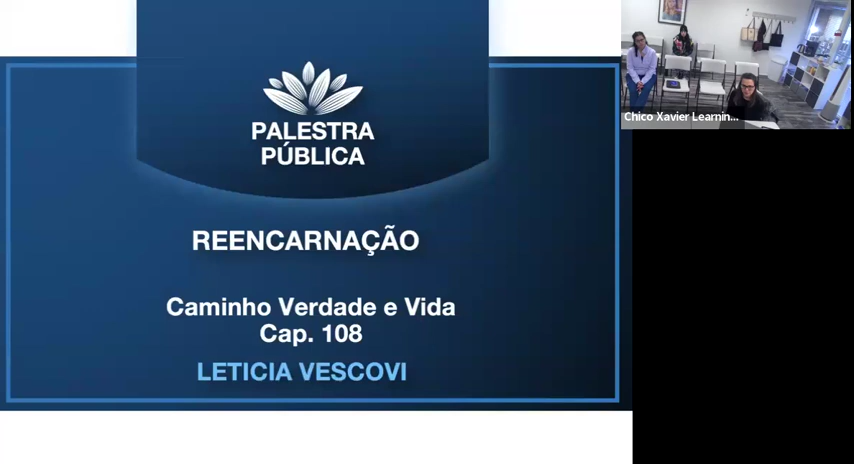 PALESTRA
PÚBLICA
REENCARNAÇÃO
Caminho Verdade e Vida
Cap. 108
LETICIA VESCOVI
Chico Xavier Learnin...